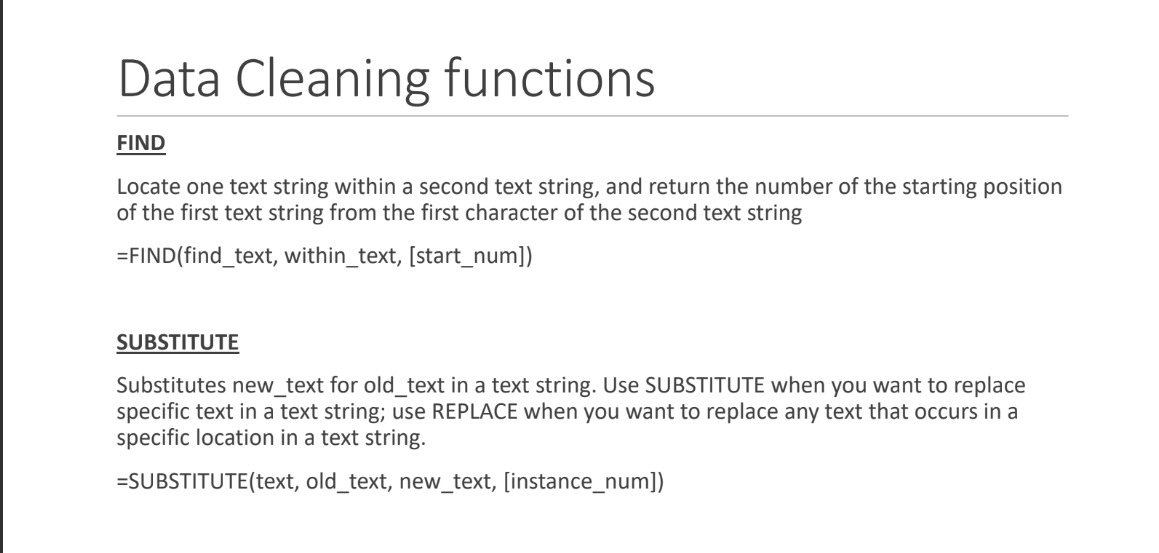 Data Cleaning functions
FIND
Locate one text string within a second text string, and return the number of the starting position
of the first text string from the first character of the second text string
=FIND(find_text, within_text, [start_num])
SUBSTITUTE
Substitutes new_text for old_text in a text string. Use SUBSTITUTE when you want to replace
specific text in a text string; use REPLACE when you want to replace any text that occurs in a
specific location in a text string.
=SUBSTITUTE(text, old_text, new_text, [instance_num])